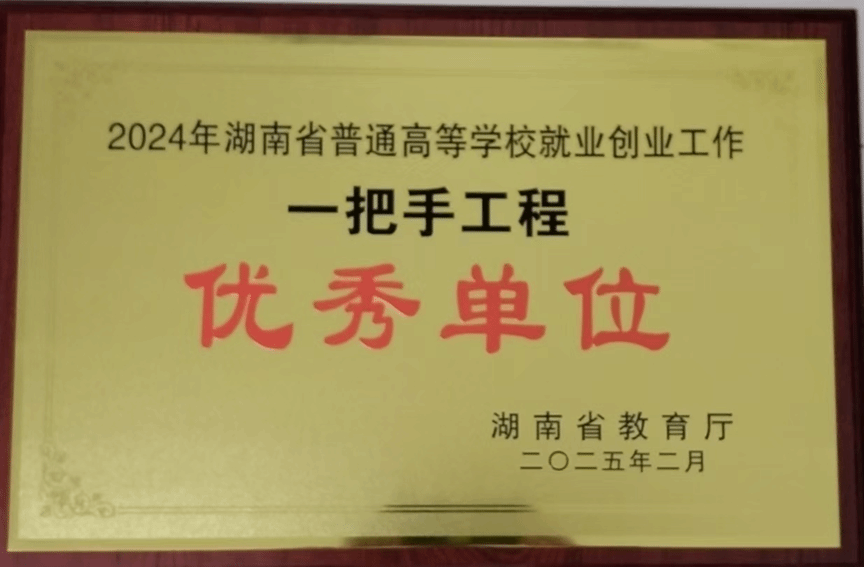 2024年湖南省普通高等学校就业创业工作
一把手工程
优秀单位
湖南省教育厅
二〇二五年二月